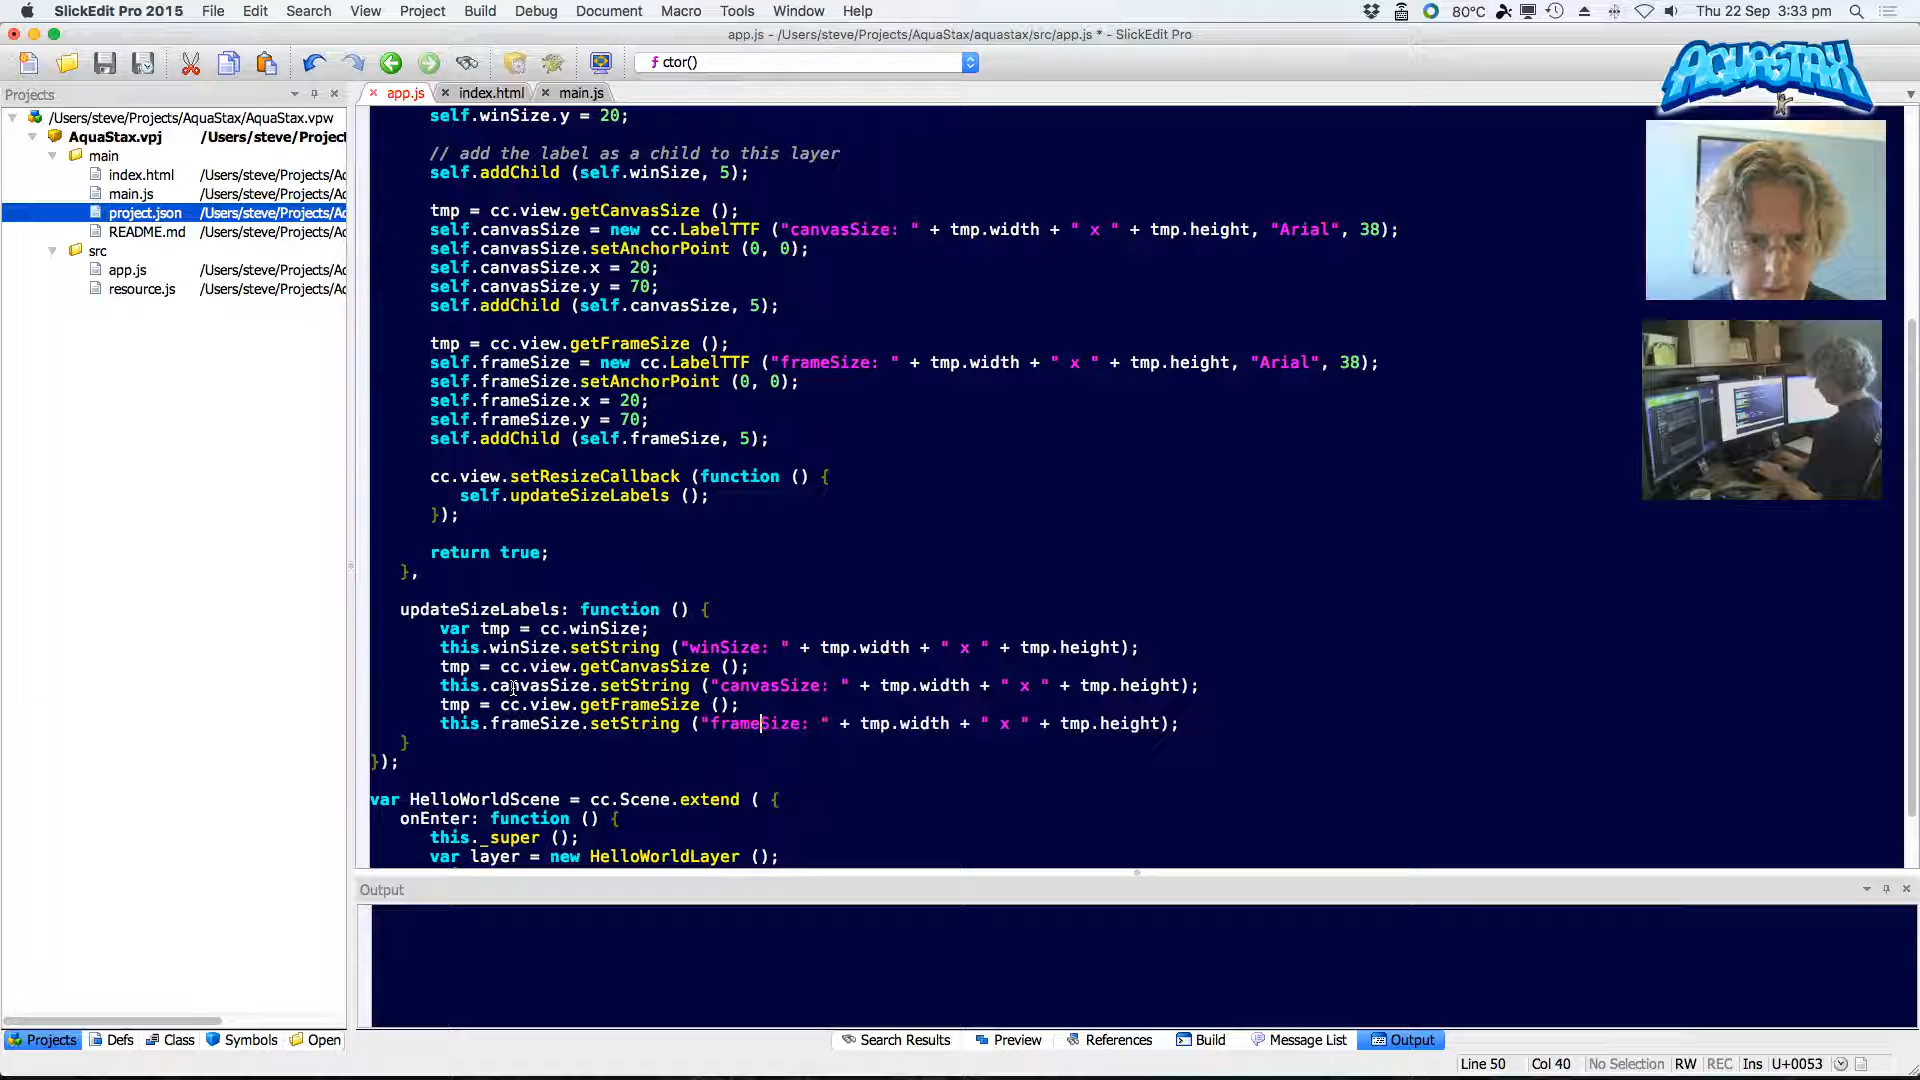 SlickEdit Pro 2015 File Edit Search View Project Build Debug Document Macro Tools Window Help 80°C Thu 22 Sep 3:33 pm
app.js - /Users/steve/Projects/AquaStax/aquastax/src/app.js * - SlickEdit Pro
ctor()
AQUASTAX
Projects
app.js index.html main.js
/Users/steve/Projects/AquaStax/AquaStax.vpw
AquaStax.vpj /Users/steve/Project
main
index.html /Users/steve/Projects/Ac
main.js /Users/steve/Projects/Ac
project.json /Users/steve/Projects/Ac
README.md /Users/steve/Projects/Ac
src
app.js /Users/steve/Projects/Ac
resource.js /Users/steve/Projects/Ac
self.winSize.y = 20;
// add the label as a child to this layer
self.addChild (self.winSize, 5);
tmp = cc.view.getCanvasSize ();
self.canvasSize = new cc.LabelTTF ("canvasSize: " + tmp.width + " x " + tmp.height, "Arial", 38);
self.canvasSize.setAnchorPoint (0, 0);
self.canvasSize.x = 20;
self.canvasSize.y = 70;
self.addChild (self.canvasSize, 5);
tmp = cc.view.getFrameSize ();
self.frameSize = new cc.LabelTTF ("frameSize: " + tmp.width + " x " + tmp.height, "Arial", 38);
self.frameSize.setAnchorPoint (0, 0);
self.frameSize.x = 20;
self.frameSize.y = 70;
self.addChild (self.frameSize, 5);
cc.view.setResizeCallback (function () {
self.updateSizeLabels ();
});
return true;
},
updateSizeLabels: function () {
var tmp = cc.winSize;
this.winSize.setString ("winSize: " + tmp.width + " x " + tmp.height);
tmp = cc.view.getCanvasSize ();
this.canvasSize.setString ("canvasSize: " + tmp.width + " x " + tmp.height);
tmp = cc.view.getFrameSize ();
this.frameSize.setString ("frameSize: " + tmp.width + " x " + tmp.height);
}
});
var HelloWorldScene = cc.Scene.extend ( {
onEnter: function () {
this._super ();
var layer = new HelloWorldLayer ();
Output
Projects Defs Class Symbols Open
Search Results Preview References Build Message List Output
Line 50 Col 40 No Selection RW REC Ins U+0053